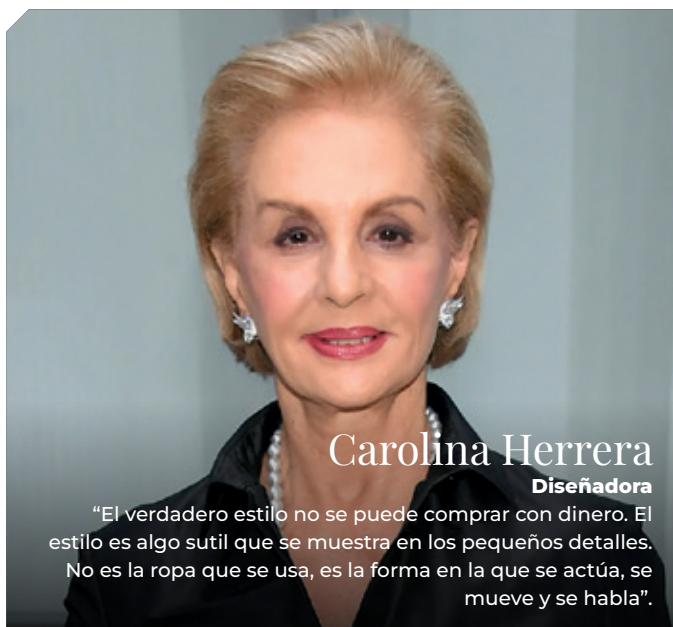 Carolina Herrera
Diseñadora
“El verdadero estilo no se puede comprar con dinero. El
estilo es algo sutil que se muestra en los pequeños detalles.
No es la ropa que se usa, es la forma en la que se actúa, se
mueve y se habla”.